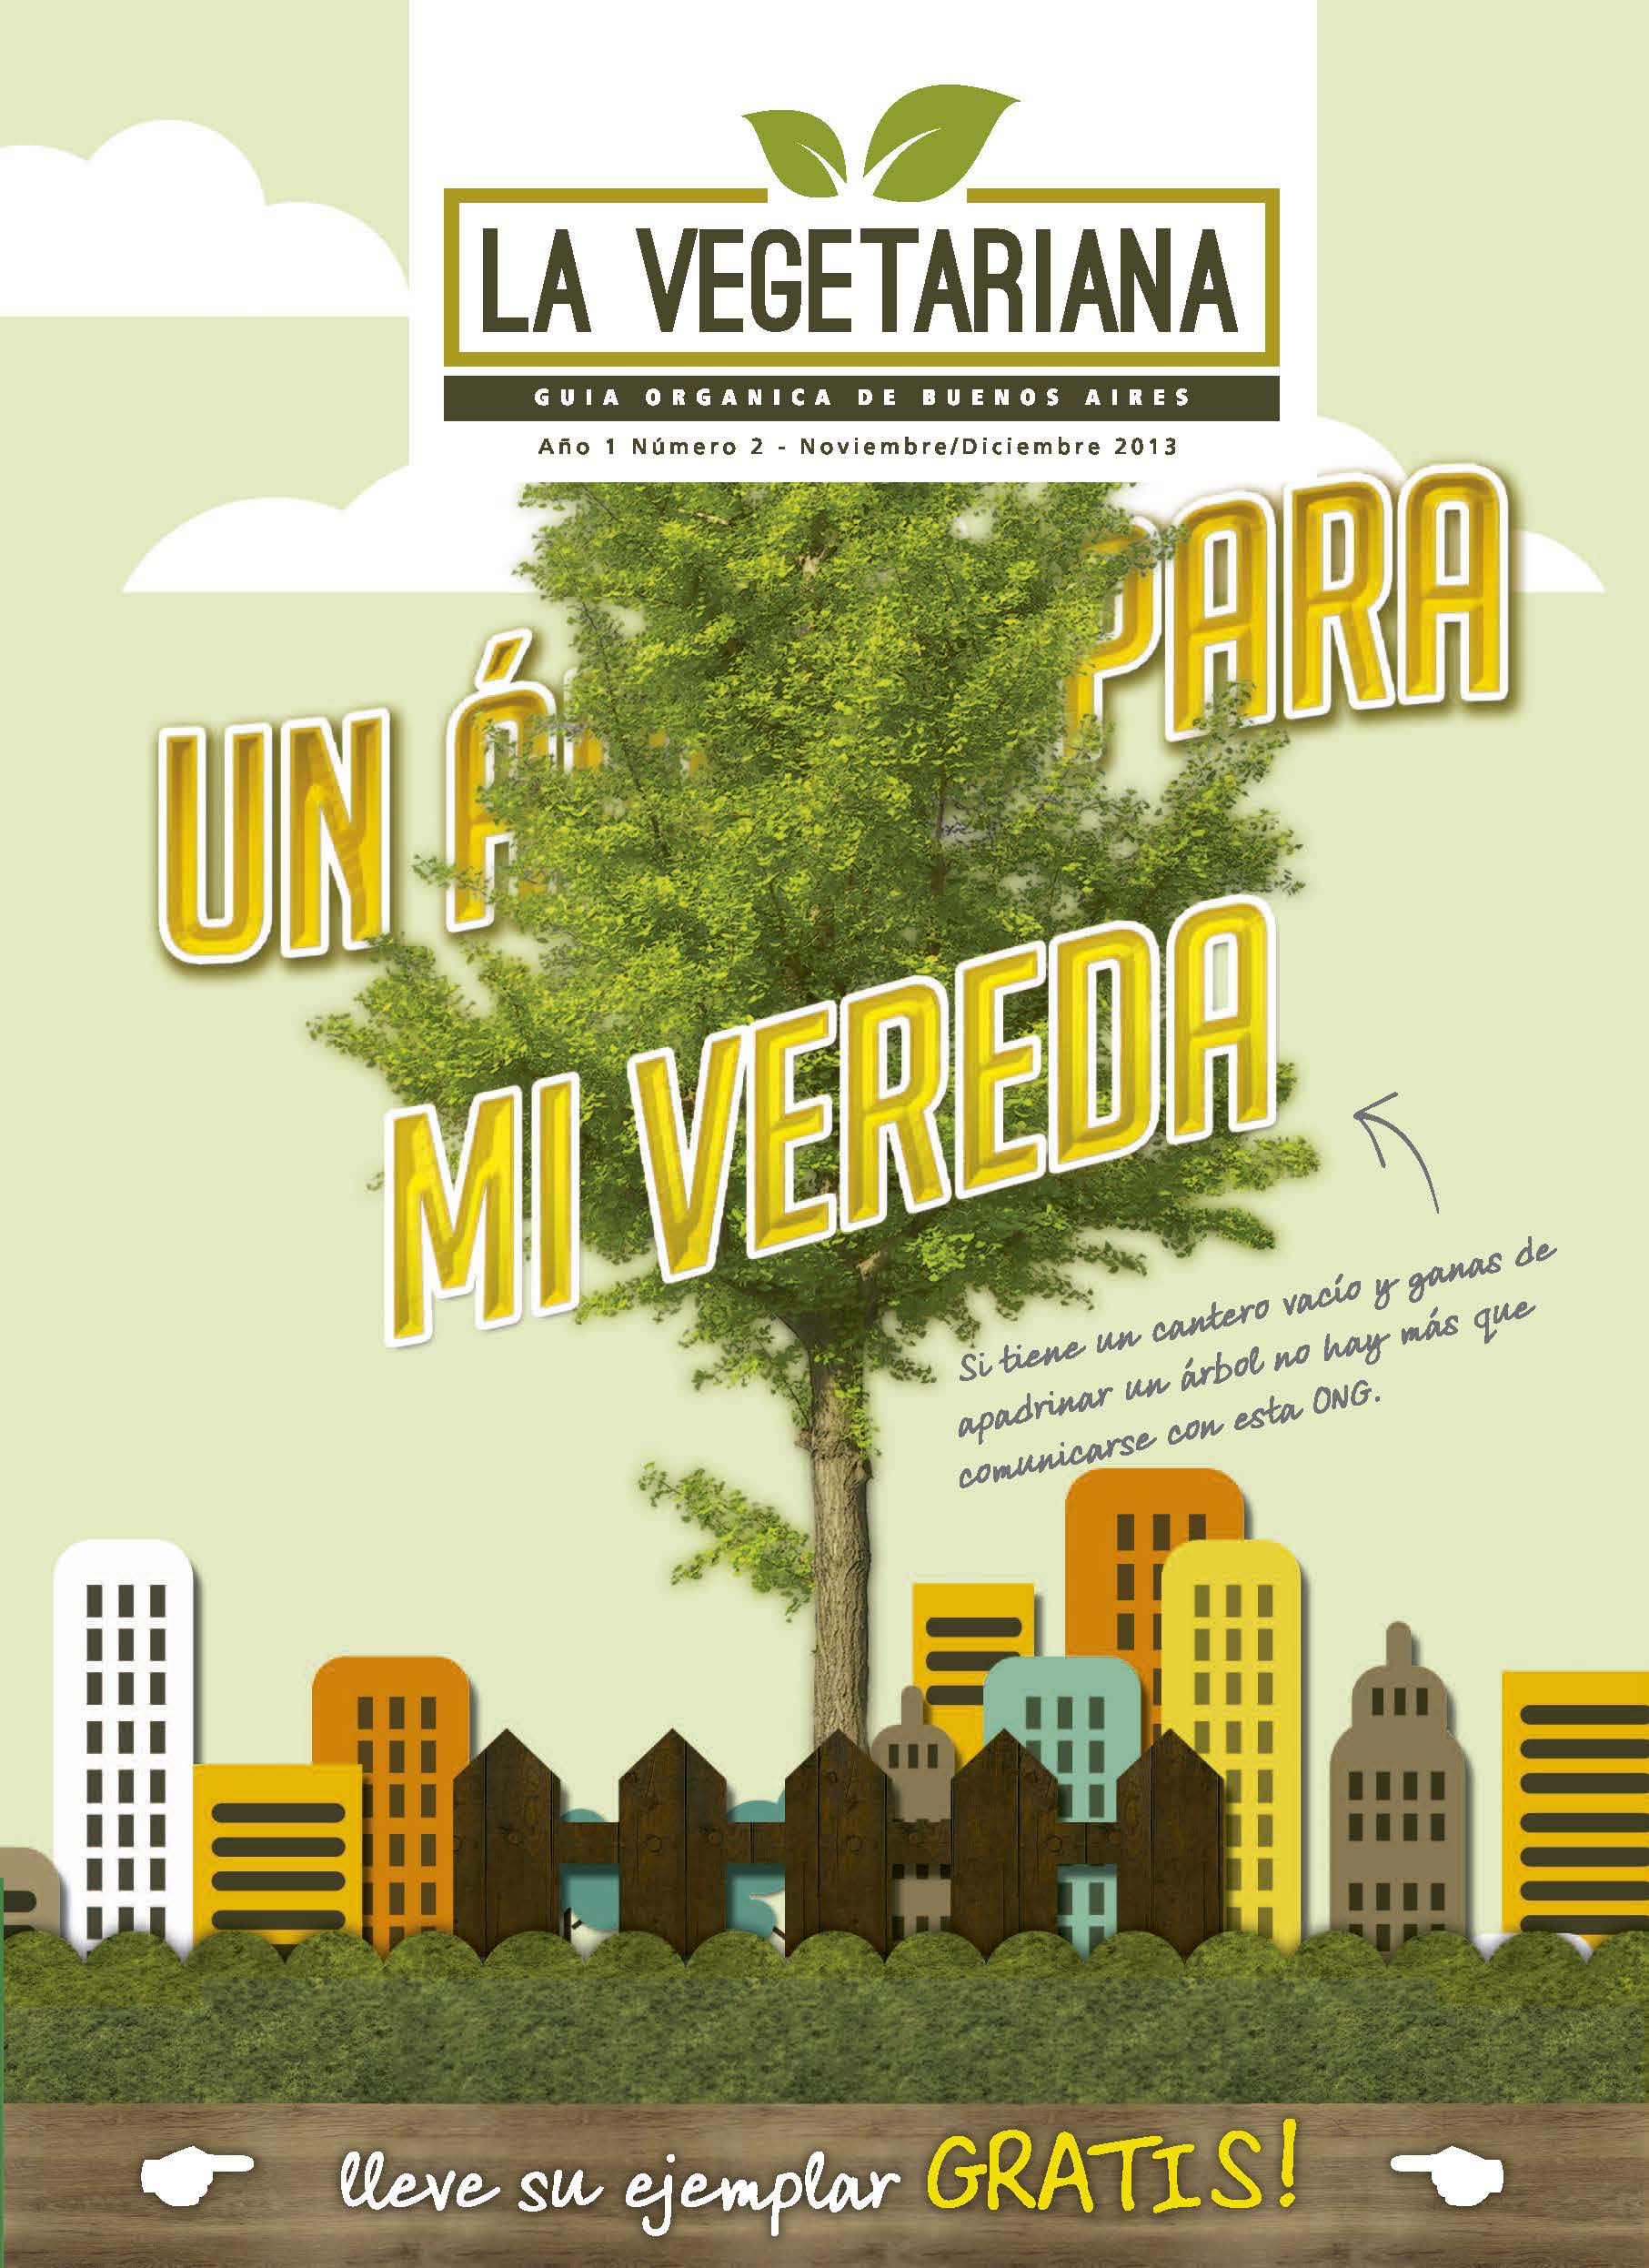 LA VEGETARIANA
GUIA ORGANICA DE BUENOS AIRES
Año 1 Número 2 - Noviembre/Diciembre 2013
UN PARA
MI VEREDA
Si tiene un cantero vacío y ganas de
apadrinar un árbol no hay más que
comunicarse con esta ONG.
lleve su ejemplar GRATIS!